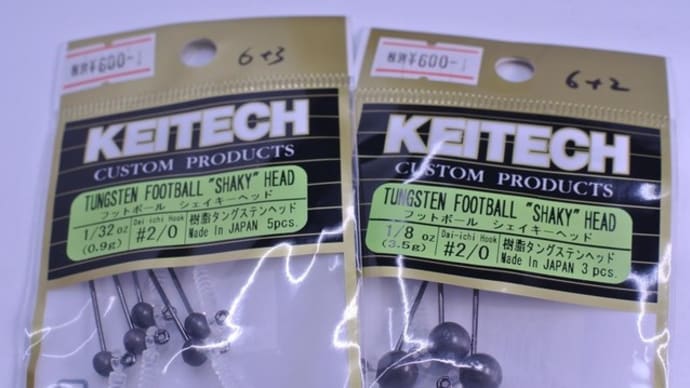 税別¥600-
6+3
KEITECH
CUSTOM PRODUCTS
TUNGSTEN FOOTBALL "SHAKY" HEAD
フットボール シェイキーヘッド
1/32 oz
(0.9g)
Dai-ichi Hook
#2/0
樹脂タングステンヘッド
MADE IN JAPAN 5pcs.
税別¥600-
6+2
KEITECH
CUSTOM PRODUCTS
TUNGSTEN FOOTBALL "SHAKY" HEAD
フットボール シェイキーヘッド
1/8 oz
(3.5g)
Dai-ichi Hook
#2/0
樹脂タングステンヘッド
MADE IN JAPAN 3 pcs.